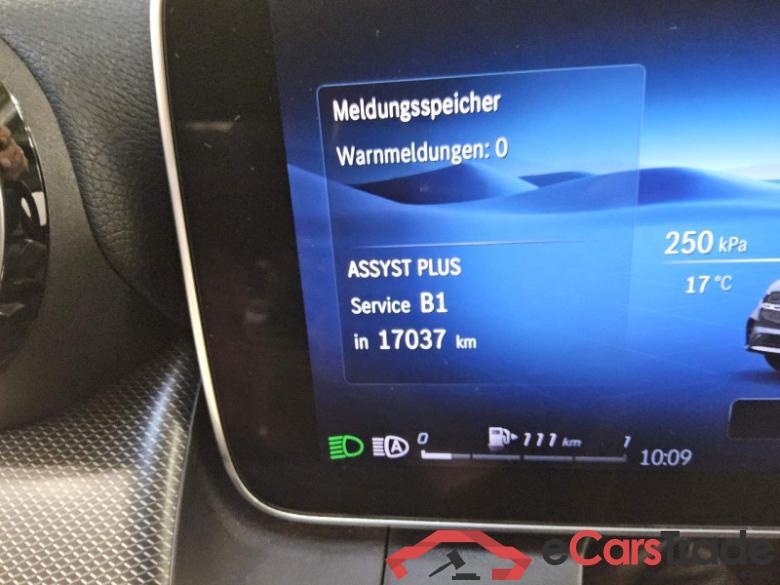 Meldungsspeicher
Warnmeldungen: 0
250 kPa
17 °C
ASSYST PLUS
Service B1
in 17037 km
A 0 111 km 1
10:09
eCarsTrade